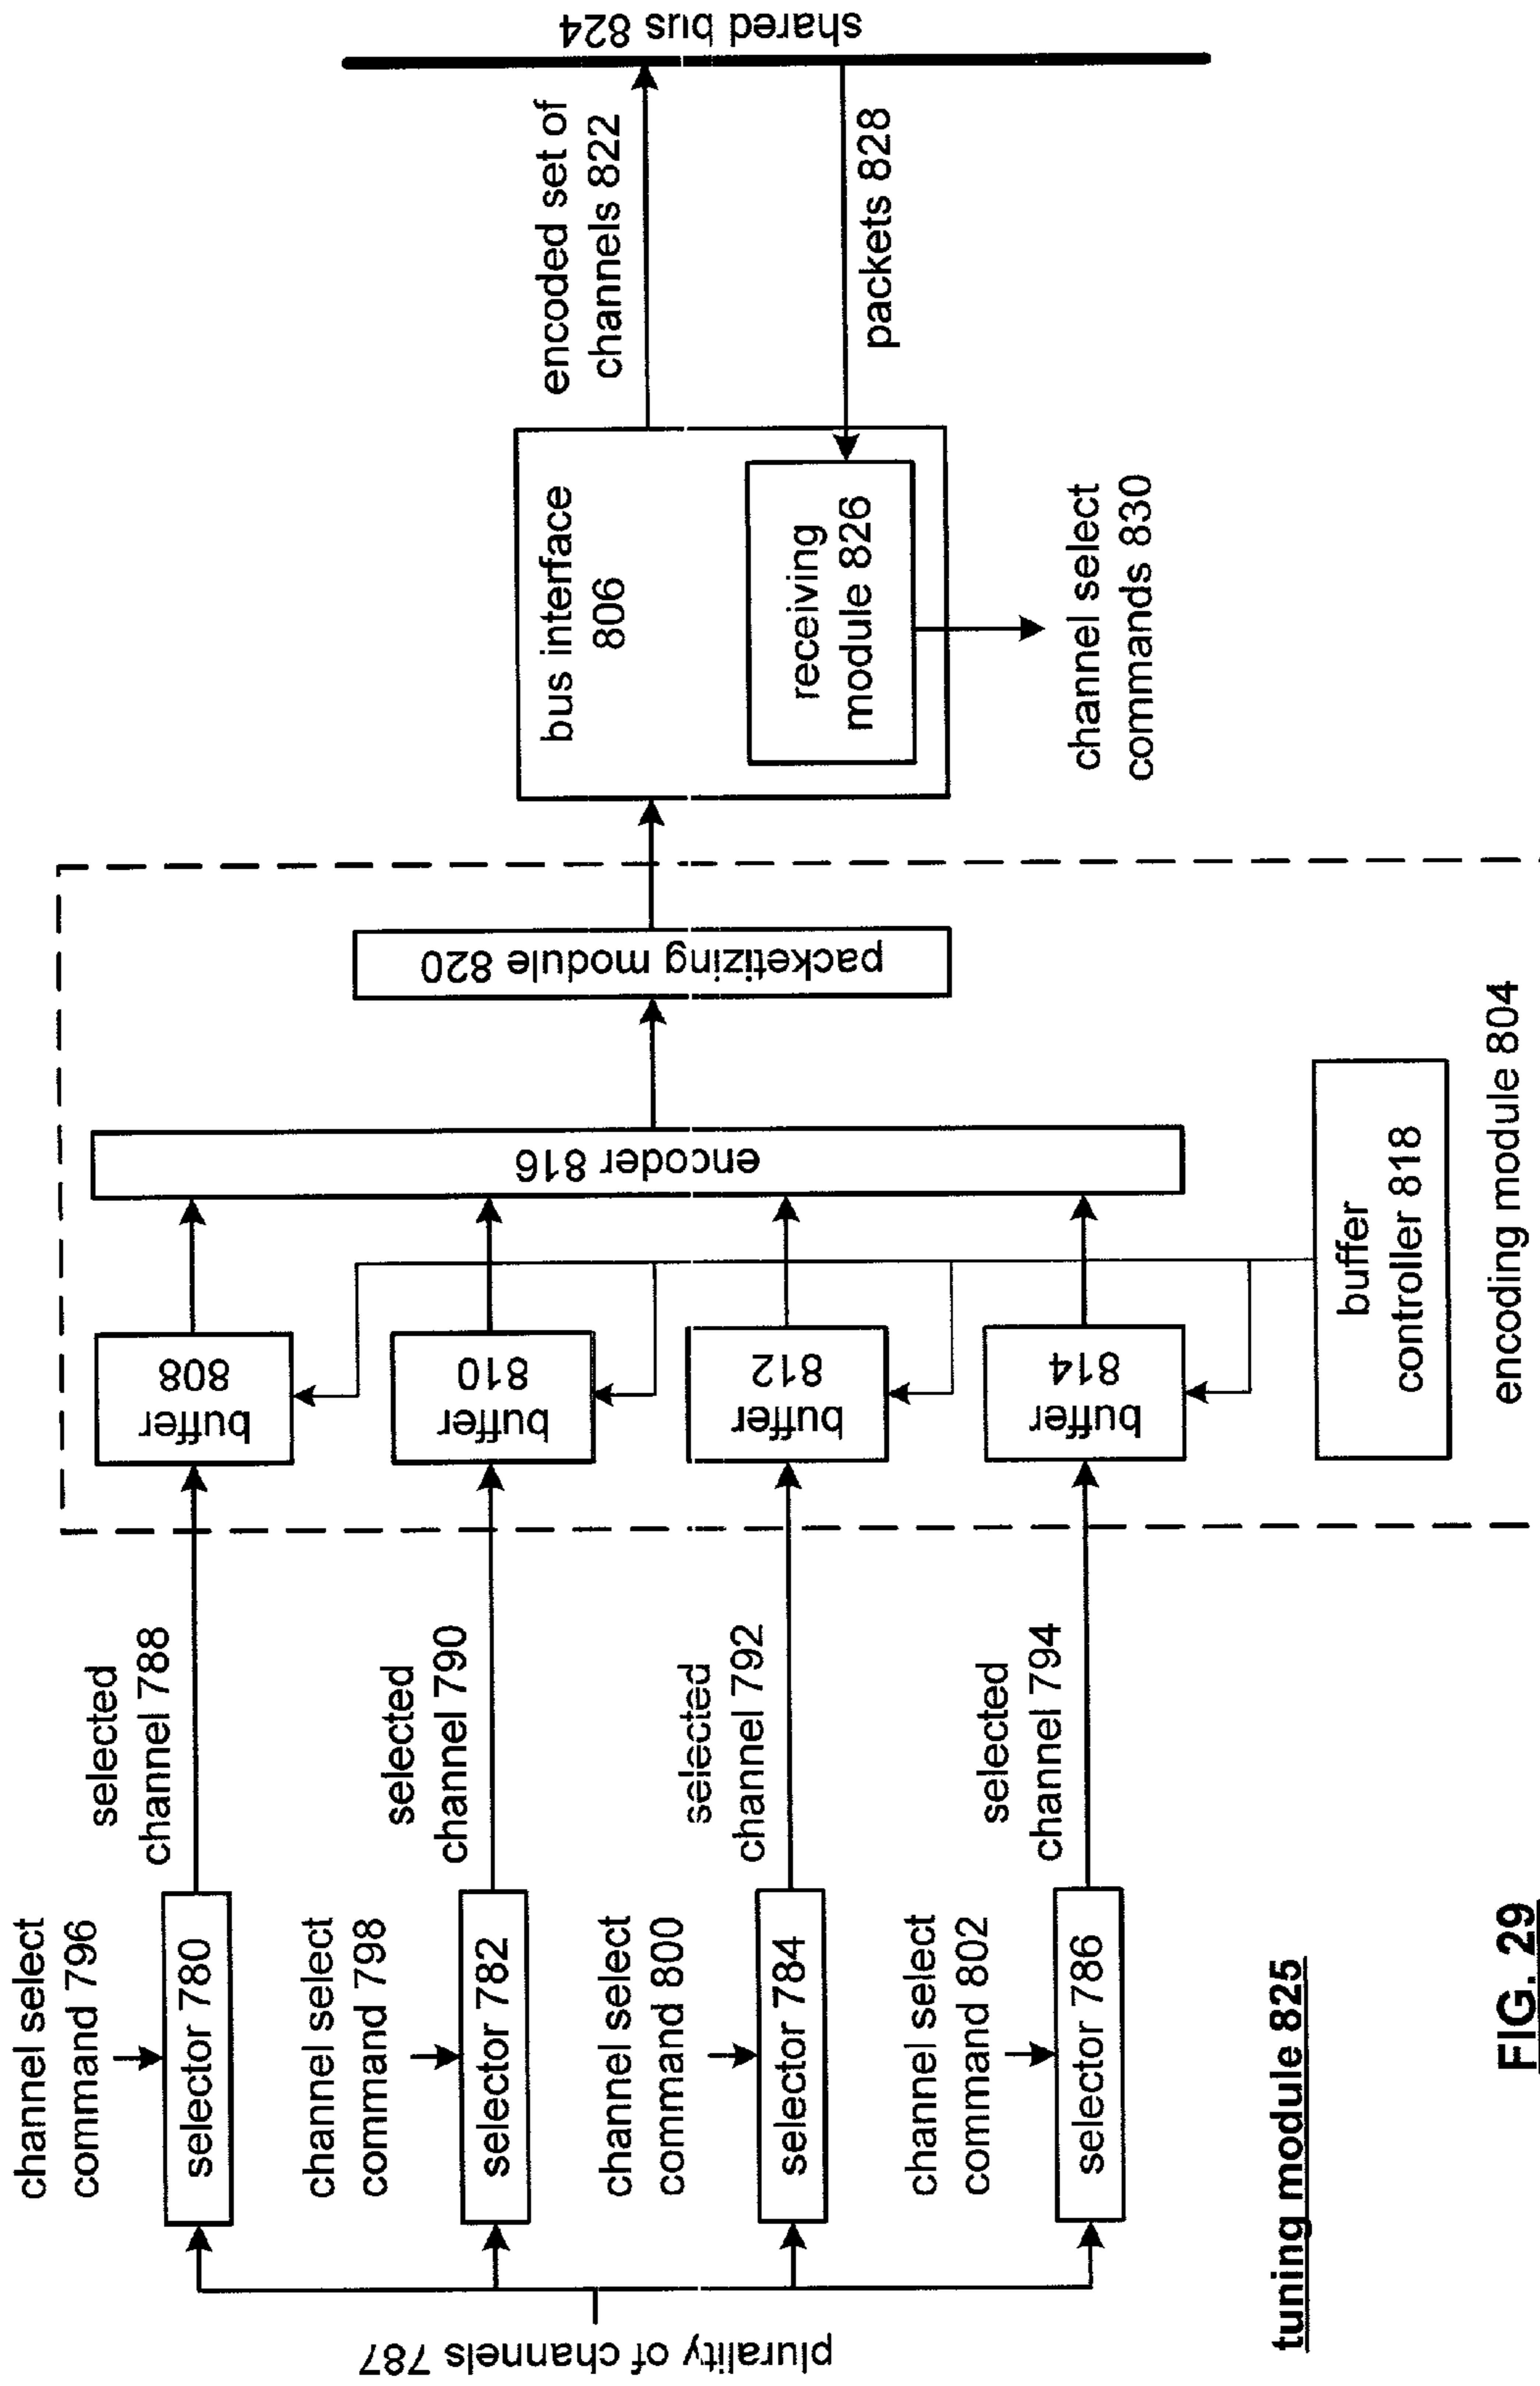 plurality of channels 787
channel select
command 796
selector 780
selected
channel 788
channel select
command 798
selector 782
selected
channel 790
channel select
command 800
selector 784
selected
channel 792
channel select
command 802
selector 786
selected
channel 794
buffer
808
buffer
810
buffer
812
buffer
814
encoder 816
buffer
controller 818
packetizing module 820
encoding module 804
bus interface
806
receiving
module 826
channel select
commands 830
encoded set of
channels 822
packets 828
shared bus 824
tuning module 825
FIG. 29